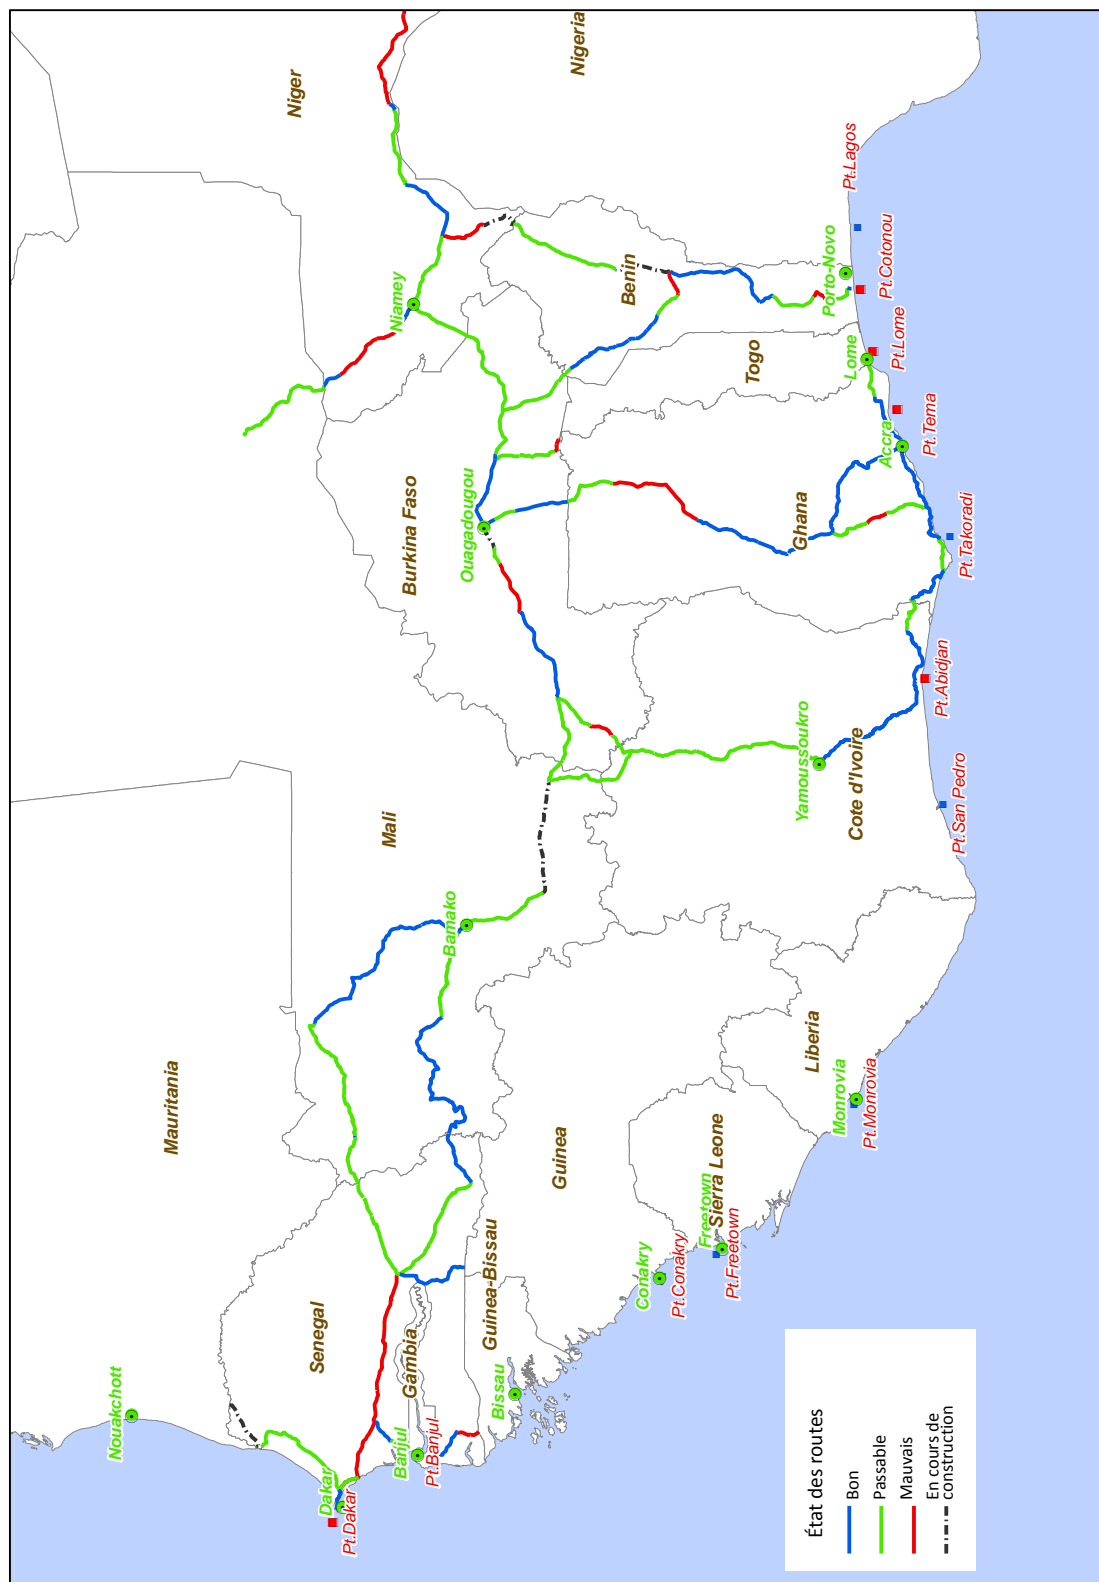 Nouakchott
Mauritania
Mali
Niger
Nigeria
Dakar
Pt.Dakar
Senegal
Gambia
Banjul
Pt.Banjul
Guinea-Bissau
Bissau
Bamako
Burkina Faso
Ouagadougou
Niamey
Benin
Guinea
Conakry
Pt.Conakry
Freetown
Sierra Leone
Pt.Freetown
Liberia
Monrovia
Pt.Monrovia
Yamoussoukro
Cote d'Ivoire
Pt.San Pedro
Pt.Abidjan
Ghana
Pt.Takoradi
Accra
Pt.Tema
Togo
Lome
Pt.Lome
Porto-Novo
Pt.Cotonou
Pt.Lagos
État des routes
Bon
Passable
Mauvais
En cours de
construction